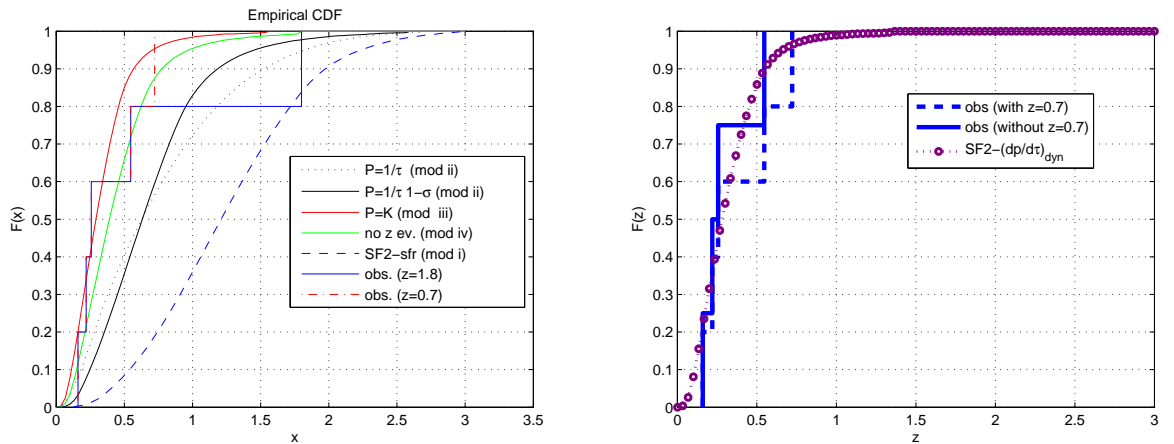 Empirical CDF
1
0.9
0.8
0.7
0.6
0.5
0.4
0.3
0.2
0.1
0
F(x)
0 0.5 1 1.5 2 2.5 3 3.5
x
P=1/τ (mod ii)
P=1/τ 1−σ (mod ii)
P=K (mod iii)
no z ev. (mod iv)
SF2−sfr (mod i)
obs. (z=1.8)
obs. (z=0.7)
1
0.9
0.8
0.7
0.6
0.5
0.4
0.3
0.2
0.1
0
F(z)
0 0.5 1 1.5 2 2.5 3
z
obs (with z=0.7)
obs (without z=0.7)
SF2−(dp/dτ)dyn